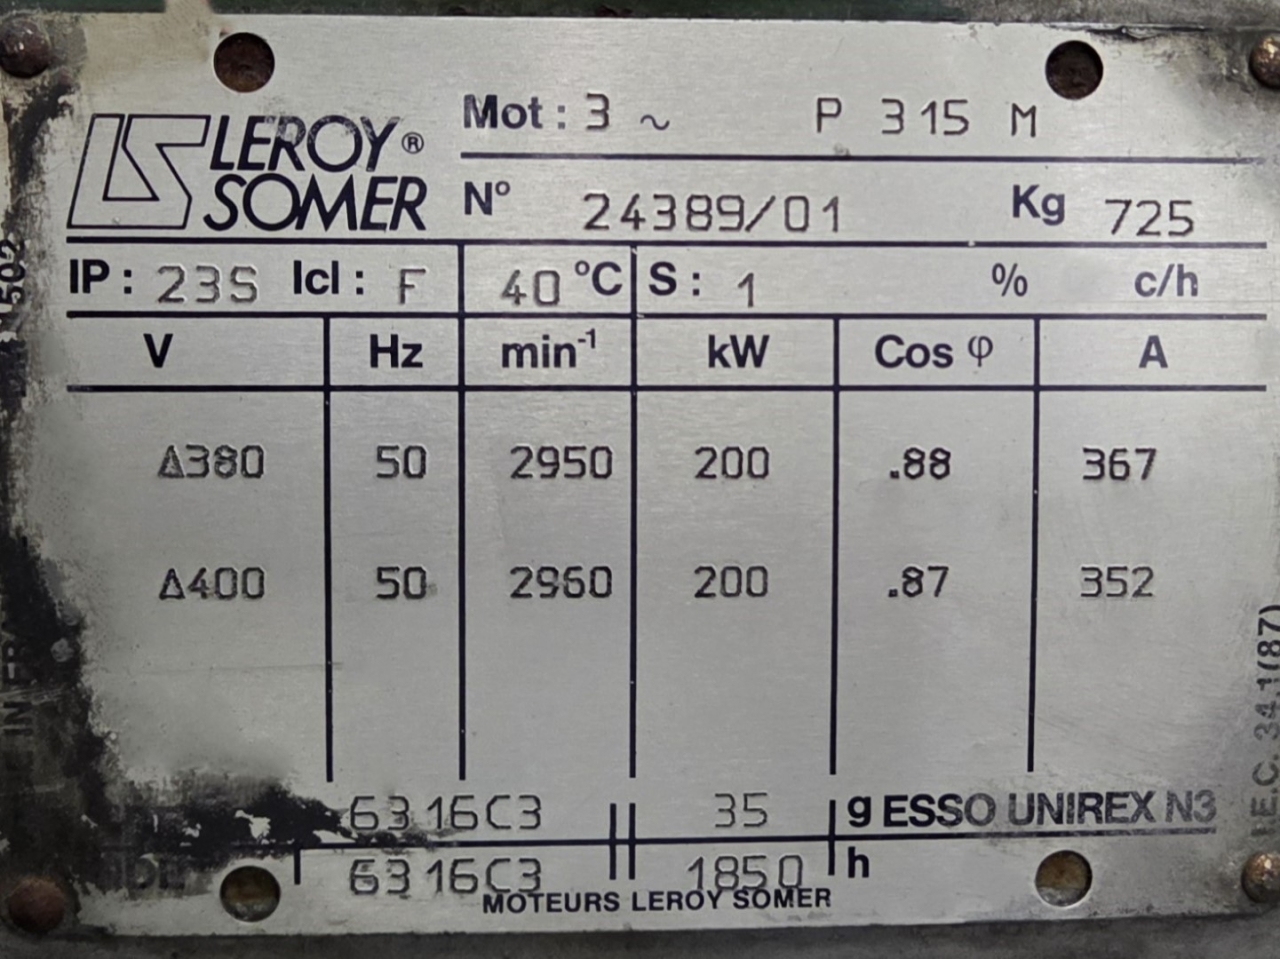 LEROY® SOMER
Mot : 3 ~ P 315 M
N° 24389/01 Kg 725
IP : 23S Icl : F 40 °C S : 1 % c/h
V Hz min-1 kW Cos φ A
Δ380 50 2950 200 .88 367
Δ400 50 2960 200 .87 352
6316C3 35 g ESSO UNIREX N3
6316C3 1850 h
MOTEURS LEROY SOMER
I.E.C. 34.1(87)